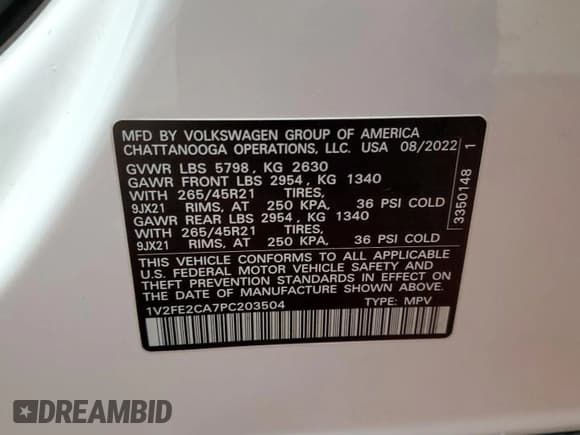 MFD BY VOLKSWAGEN GROUP OF AMERICA
CHATTANOOGA OPERATIONS, LLC. USA 08/2022
GVWR LBS 5798, KG 2630
GAWR FRONT LBS 2954, KG 1340
WITH 265/45R21 TIRES,
9JX21 RIMS, AT 250 KPA, 36 PSI COLD
GAWR REAR LBS 2954, KG 1340
WITH 265/45R21 TIRES,
9JX21 RIMS, AT 250 KPA, 36 PSI COLD
THIS VEHICLE CONFORMS TO ALL APPLICABLE
U.S. FEDERAL MOTOR VEHICLE SAFETY AND
THEFT PREVENTION STANDARDS IN EFFECT ON
THE DATE OF MANUFACTURE SHOWN ABOVE.
1V2FE2CA7PC203504 TYPE: MPV
3350148 1
DREAMBID